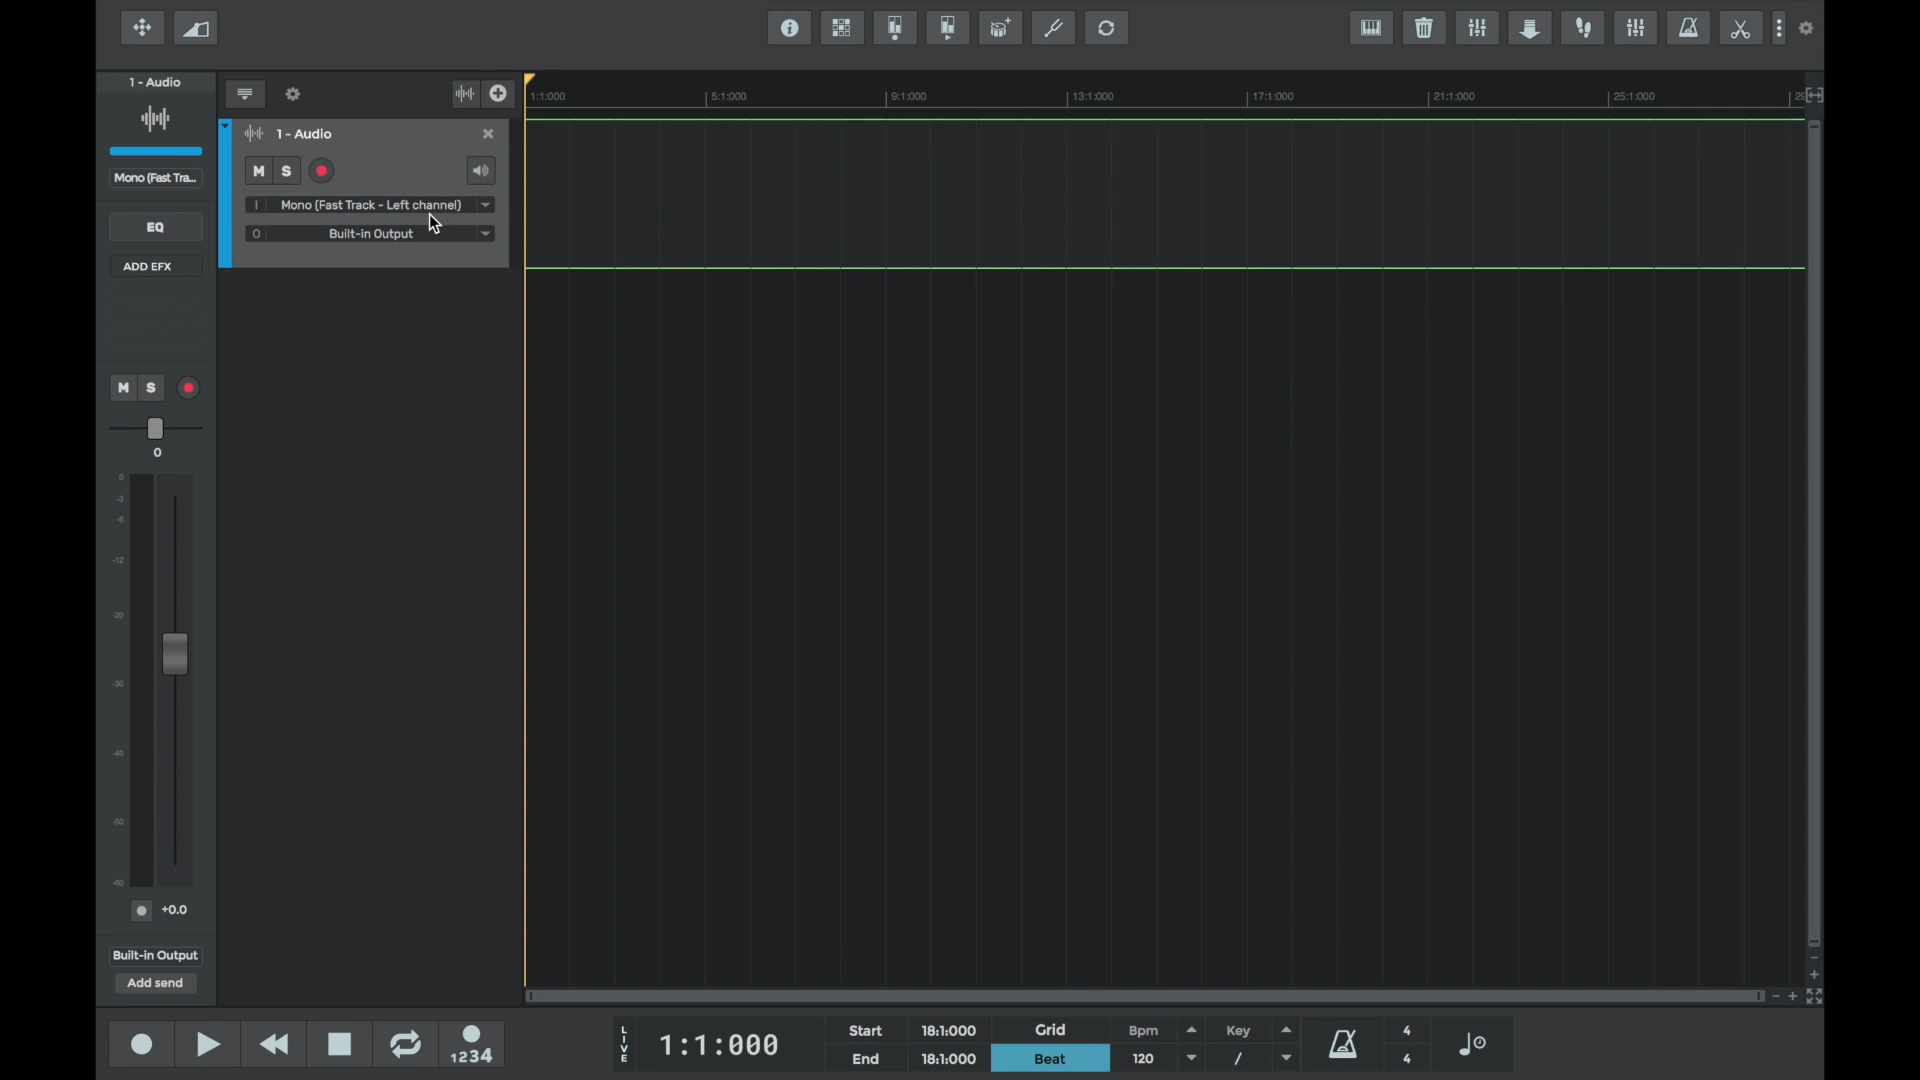 1 - Audio
1:1:000
5:1:000
9:1:000
13:1:000
17:1:000
21:1:000
25:1:000
1 - Audio
Mono (Fast Tra...
M S
I Mono (Fast Track - Left channel)
O Built-in Output
EQ
ADD EFX
M S
0
0
-3
-6
-12
-20
-30
-40
-50
-60
+0.0
Built-in Output
Add send
1234
LIVE
1:1:000
Start 18:1:000
End 18:1:000
Grid
Beat
Bpm
120
Key
/
4
4